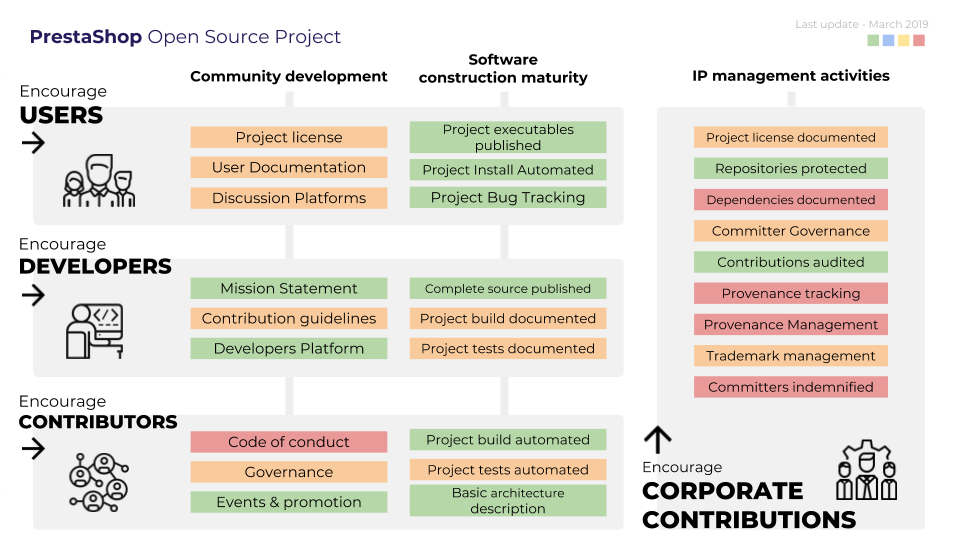 PrestaShop Open Source Project
Last update - March 2019
Community development
Software
construction maturity
IP management activities
Encourage
USERS
Project license
User Documentation
Discussion Platforms
Project executables
published
Project Install Automated
Project Bug Tracking
Encourage
DEVELOPERS
Mission Statement
Contribution guidelines
Developers Platform
Complete source published
Project build documented
Project tests documented
Encourage
CONTRIBUTORS
Code of conduct
Governance
Events & promotion
Project build automated
Project tests automated
Basic architecture
description
Project license documented
Repositories protected
Dependencies documented
Committer Governance
Contributions audited
Provenance tracking
Provenance Management
Trademark management
Committers indemnified
Encourage
CORPORATE
CONTRIBUTIONS